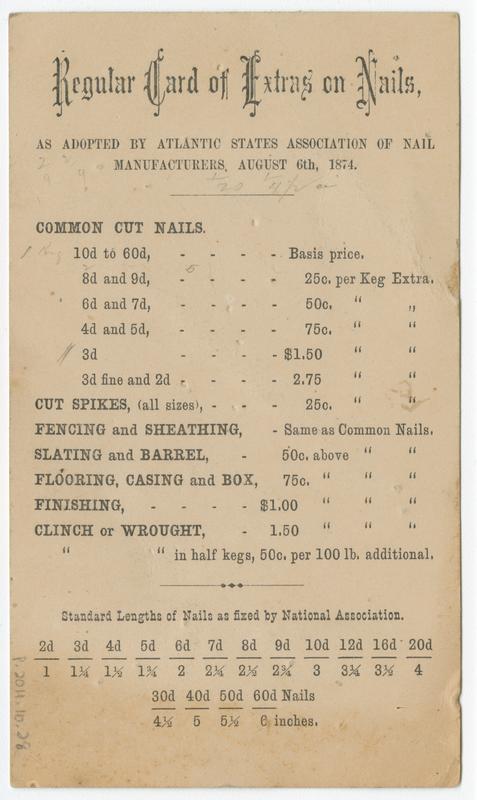 Regular Card of Extras on Nails,
AS ADOPTED BY ATLANTIC STATES ASSOCIATION OF NAIL
MANUFACTURERS, AUGUST 6th, 1874.
COMMON CUT NAILS.
10d to 60d, - - - - Basis price.
8d and 9d, - - - - 25c. per Keg Extra.
6d and 7d, - - - - 50c. “ „
4d and 5d, - - - - 75c. “ “
3d - - - - $1.50 “ “
3d fine and 2d - - - - 2.75 “ “
CUT SPIKES, (all sizes), - - - 25c. “ “
FENCING and SHEATHING, - Same as Common Nails.
SLATING and BARREL, - 50c. above “ “
FLOORING, CASING and BOX, 75c. “ “ “
FINISHING, - - - - $1.00 “ “ “
CLINCH or WROUGHT, - 1.50 “ “ “
“ “ in half kegs, 50c. per 100 lb. additional.
Standard Lengths of Nails as fixed by National Association.
2d 3d 4d 5d 6d 7d 8d 9d 10d 12d 16d 20d
1 1¼ 1½ 1¾ 2 2¼ 2½ 2¾ 3 3¼ 3½ 4
30d 40d 50d 60d Nails
4½ 5 5½ 6 inches.
P.2011.16.28